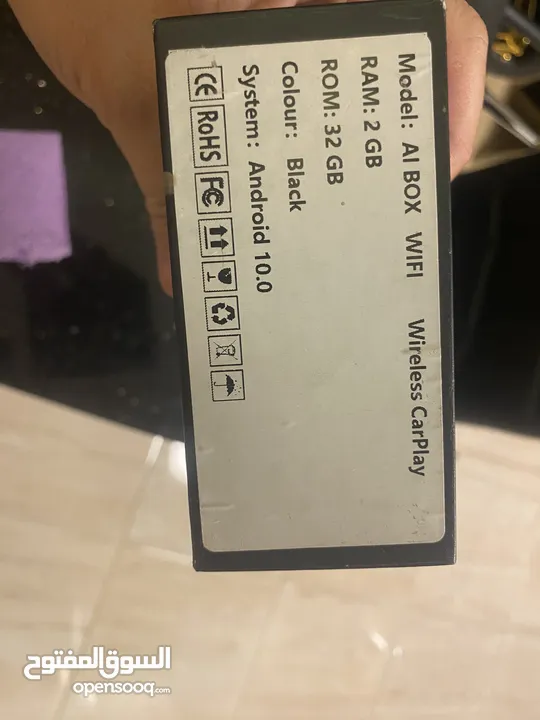 Model: AI BOX WIFI Wireless CarPlay
RAM: 2 GB
ROM: 32 GB
Colour: Black
System: Android 10.0
CE RoHS FC
السوق المفتوح
opensooq.com